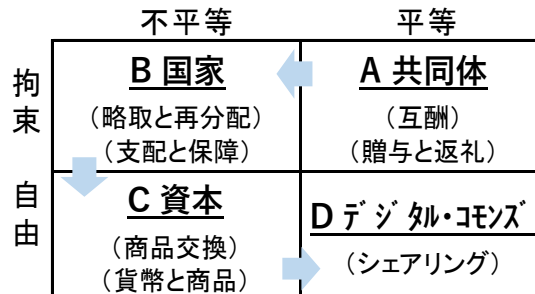 不平等 平等
拘束
B 国家
（略取と再分配）
（支配と保障）
A 共同体
（互酬）
（贈与と返礼）
自由
C 資本
（商品交換）
（貨幣と商品）
D ﾃﾞｼﾞﾀﾙ・ｺﾓﾝｽﾞ
（シェアリング）